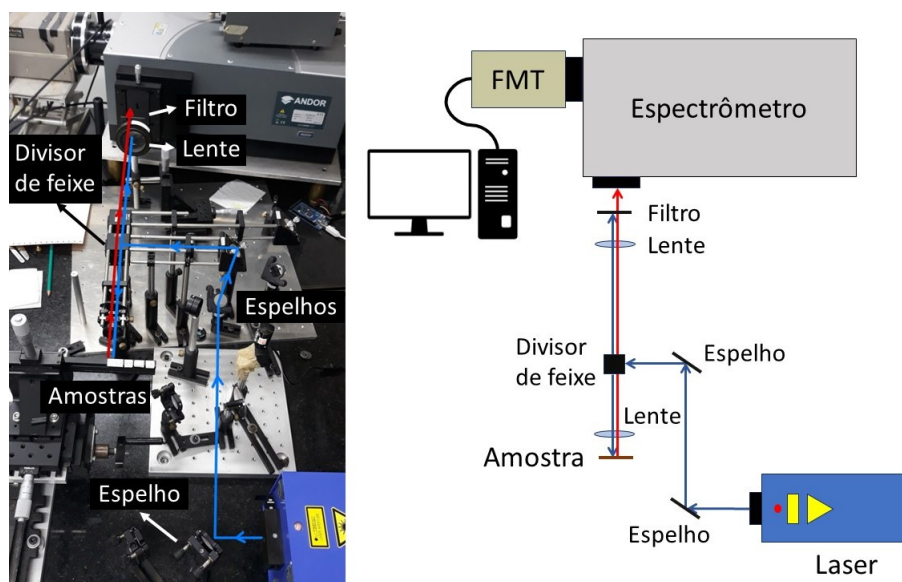 ANDOR
Filtro
Lente
Divisor
de feixe
Espelhos
Amostras
Espelho
FMT
Espectrômetro
Filtro
Lente
Divisor
de feixe
Espelho
Lente
Amostra
Espelho
Laser